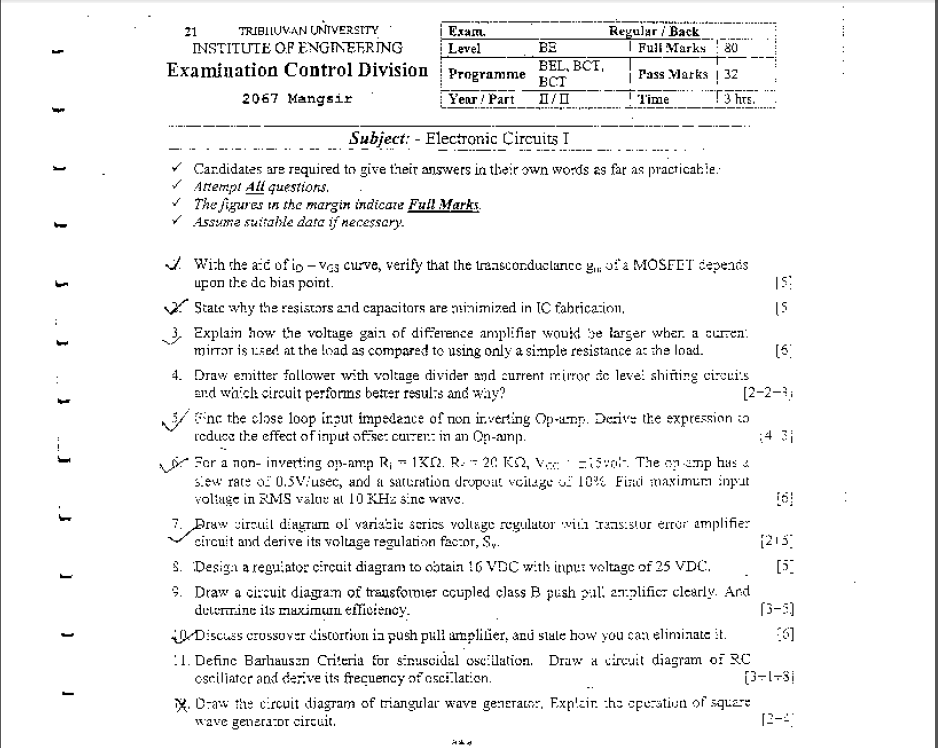 21 TRIBHUVAN UNIVERSITY
INSTITUTE OF ENGINEERING
Examination Control Division
2067 Mangsir
Exam. Regular / Back
Level BE Full Marks 80
Programme BEL, BCT, BCT Pass Marks 32
Year / Part II / II Time 3 hrs.
Subject: - Electronic Circuits I
✓ Candidates are required to give their answers in their own words as far as practicable.
✓ Attempt All questions.
✓ The figures in the margin indicate Full Marks.
✓ Assume suitable data if necessary.
1. With the aid of iD – vGS curve, verify that the transconductance gm of a MOSFET depends
upon the dc bias point. [5]
2. State why the resistors and capacitors are minimized in IC fabrication. [5
3. Explain how the voltage gain of difference amplifier would be larger when a current
mirror is used at the load as compared to using only a simple resistance at the load. [6]
4. Draw emitter follower with voltage divider and current mirror dc level shifting circuits
and which circuit performs better results and why? [2+2+3]
5. Find the close loop input impedance of non inverting Op-amp. Derive the expression to
reduce the effect of input offset current in an Op-amp. [4+3]
6. For a non- inverting op-amp R1 = 1KΩ. = 20 KΩ, VCC = ±15volt. The op-amp has a
slew rate of 0.5V/usec, and a saturation dropout voltage of 10%. Find maximum input
voltage in RMS value at 10 KHz sine wave. [6]
7. Draw circuit diagram of variable series voltage regulator with transistor error amplifier
circuit and derive its voltage regulation factor, Sv. [2+5]
8. Design a regulator circuit diagram to obtain 16 VDC with input voltage of 25 VDC. [5]
9. Draw a circuit diagram of transformer coupled class B push pull amplifier clearly. And
determine its maximum efficiency. [3+5]
10. Discuss crossover distortion in push pull amplifier, and state how you can eliminate it. [6]
11. Define Barhausen Criteria for sinusoidal oscillation. Draw a circuit diagram of RC
oscillator and derive its frequency of oscillation. [3+1+3]
Draw the circuit diagram of triangular wave generator. Explain the operation of square
wave generator circuit. [2+4]